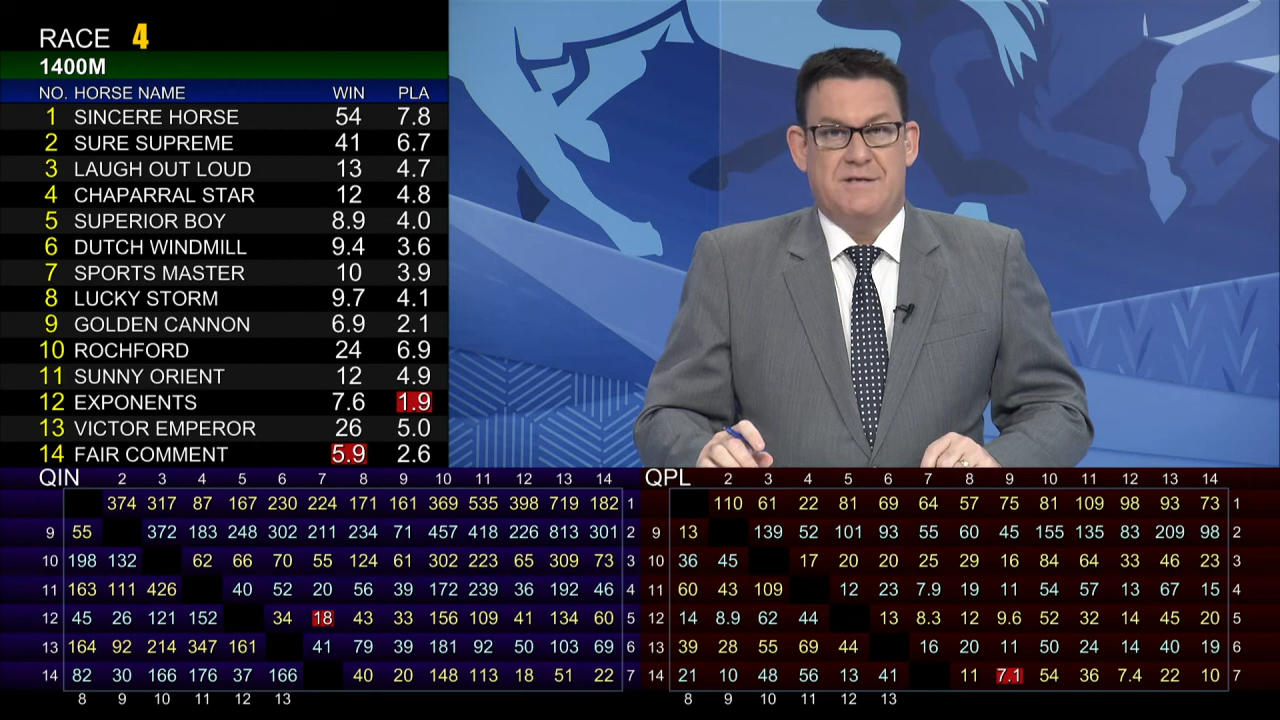 RACE 4
1400M
NO. HORSE NAME WIN PLA
1 SINCERE HORSE 54 7.8
2 SURE SUPREME 41 6.7
3 LAUGH OUT LOUD 13 4.7
4 CHAPARRAL STAR 12 4.8
5 SUPERIOR BOY 8.9 4.0
6 DUTCH WINDMILL 9.4 3.6
7 SPORTS MASTER 10 3.9
8 LUCKY STORM 9.7 4.1
9 GOLDEN CANNON 6.9 2.1
10 ROCHFORD 24 6.9
11 SUNNY ORIENT 12 4.9
12 EXPONENTS 7.6 1.9
13 VICTOR EMPEROR 26 5.0
14 FAIR COMMENT 5.9 2.6
QIN 2 3 4 5 6 7 8 9 10 11 12 13 14
374 317 87 167 230 224 171 161 369 535 398 719 182 1
9 55 372 183 248 302 211 234 71 457 418 226 813 301 2
10 198 132 62 66 70 55 124 61 302 223 65 309 73 3
11 163 111 426 40 52 20 56 39 172 239 36 192 46 4
12 45 26 121 152 34 18 43 33 156 109 41 134 60 5
13 164 92 214 347 161 41 79 39 181 92 50 103 69 6
14 82 30 166 176 37 166 40 20 148 113 18 51 22 7
8 9 10 11 12 13
QPL 2 3 4 5 6 7 8 9 10 11 12 13 14
110 61 22 81 69 64 57 75 81 109 98 93 73 1
9 13 139 52 101 93 55 60 45 155 135 83 209 98 2
10 36 45 17 20 20 25 29 16 84 64 33 46 23 3
11 60 43 109 12 23 7.9 19 11 54 57 13 67 15 4
12 14 8.9 62 44 13 8.3 12 9.6 52 32 14 45 20 5
13 39 28 55 69 44 16 20 11 50 24 14 40 19 6
14 21 10 48 56 13 41 11 7.1 54 36 7.4 22 10 7
8 9 10 11 12 13